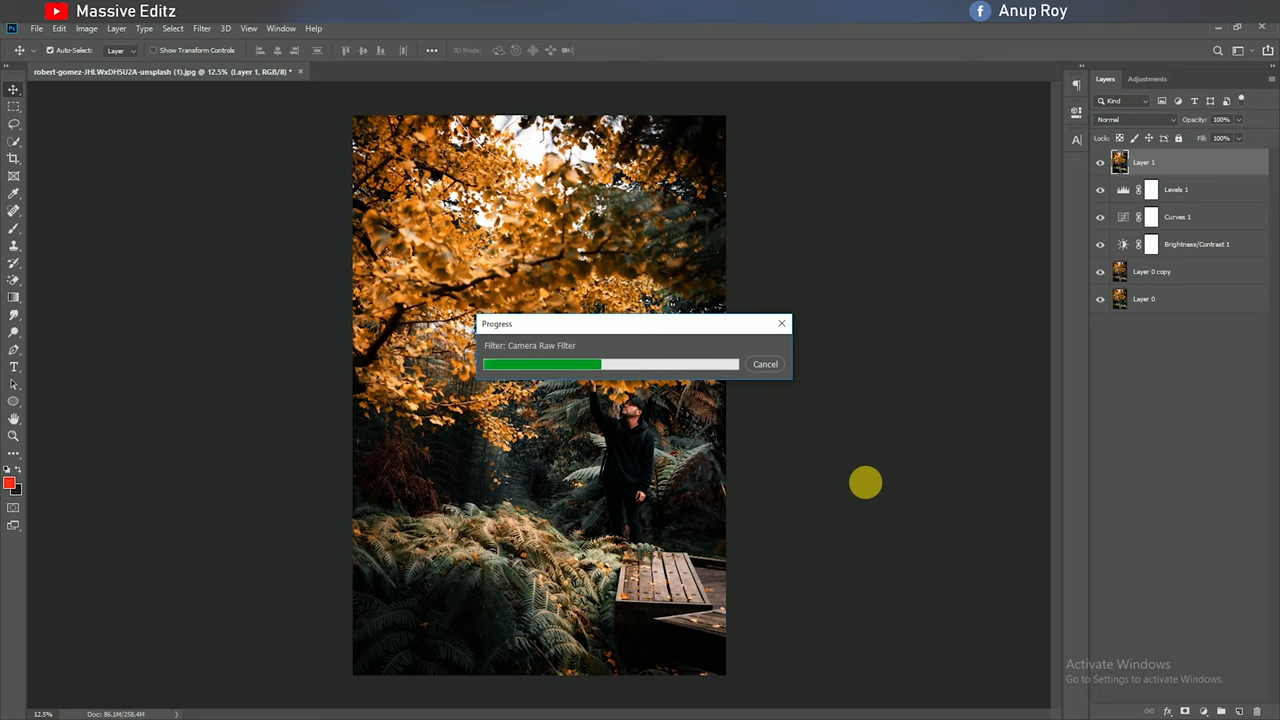 Massive Editz
f Anup Roy
Ps File Edit Image Layer Type Select Filter 3D View Window Help
Auto-Select: Layer Show Transform Controls 3D Mode:
robert-gomez-JHLWxDH5U2A-unsplash (1).jpg @ 12.5% (Layer 1, RGB/8) *
Layers Adjustments
Kind
Normal Opacity: 100%
Lock: Fill: 100%
Layer 1
Levels 1
Curves 1
Brightness/Contrast 1
Layer 0 copy
Layer 0
Progress
Filter: Camera Raw Filter
Cancel
Activate Windows
Go to Settings to activate Windows.
12.5% Doc: 86.1M/258.4M